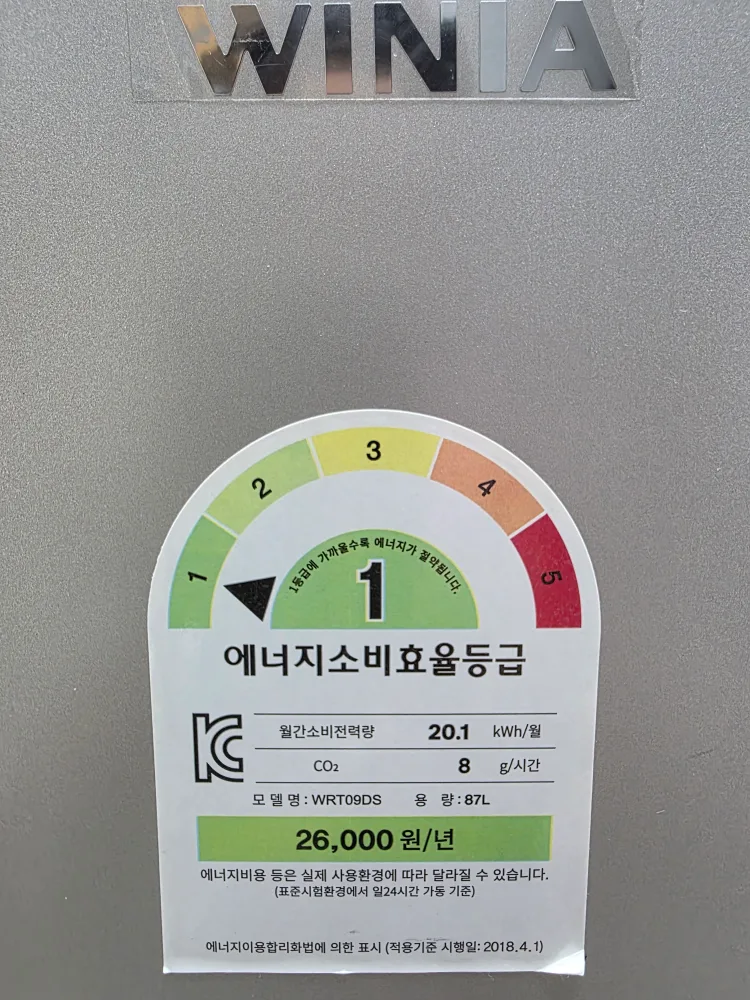 WINIA
1
2
3
4
5
1등급에 가까울수록 에너지가 절약됩니다.
1
에너지소비효율등급
월간소비전력량 20.1 kWh/월
CO₂ 8 g/시간
모 델 명 : WRT09DS 용 량 : 87L
26,000 원/년
에너지비용 등은 실제 사용환경에 따라 달라질 수 있습니다.
(표준시험환경에서 일24시간 가동 기준)
에너지이용합리화법에 의한 표시 (적용기준 시행일: 2018.4.1)